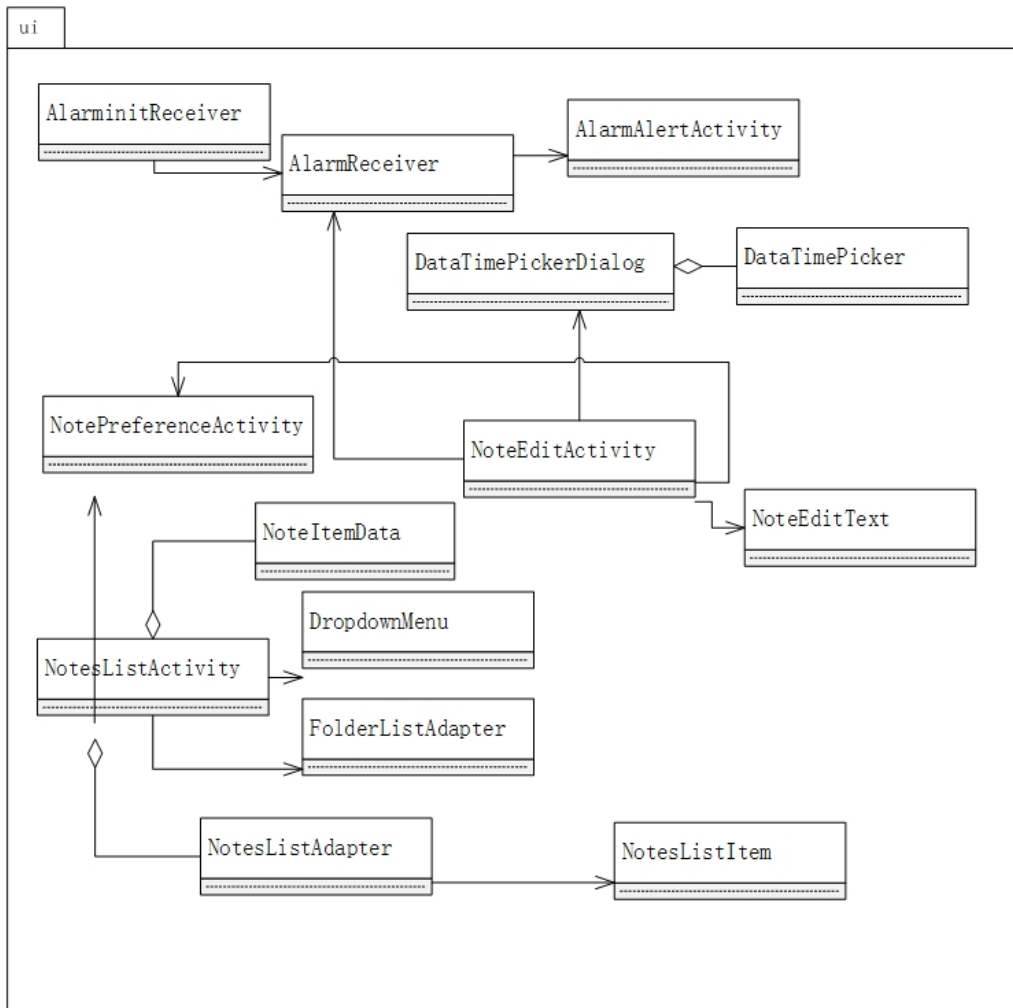 ui
AlarminitReceiver
AlarmReceiver
AlarmAlertActivity
DataTimePickerDialog
DataTimePicker
NotePreferenceActivity
NoteEditActivity
NoteEditText
NoteItemData
DropdownMenu
NotesListActivity
FolderListAdapter
NotesListAdapter
NotesListItem